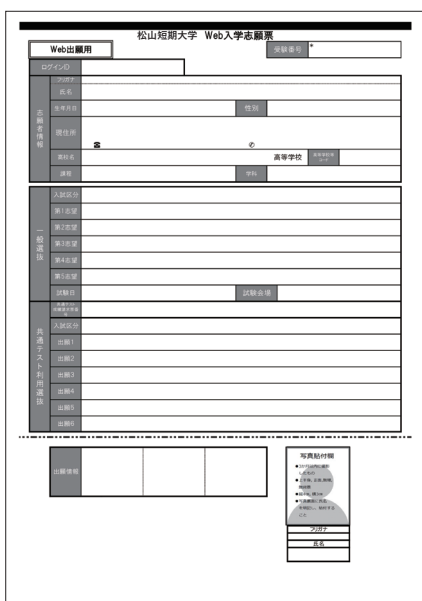 松山短期大学 Web入学志願票
Web出願用
受験番号
*
ログインID
志願者情報
フリガナ
氏名
生年月日
性別
現住所
☎
✆
高校名
高等学校
課程
学科
一般選抜
入試区分
第1志望
第2志望
第3志望
第4志望
第5志望
試験日
試験会場
共通テスト利用選抜
入試区分
出願1
出願2
出願3
出願4
出願5
出願6
出願情報
写真貼付欄
フリガナ
氏名